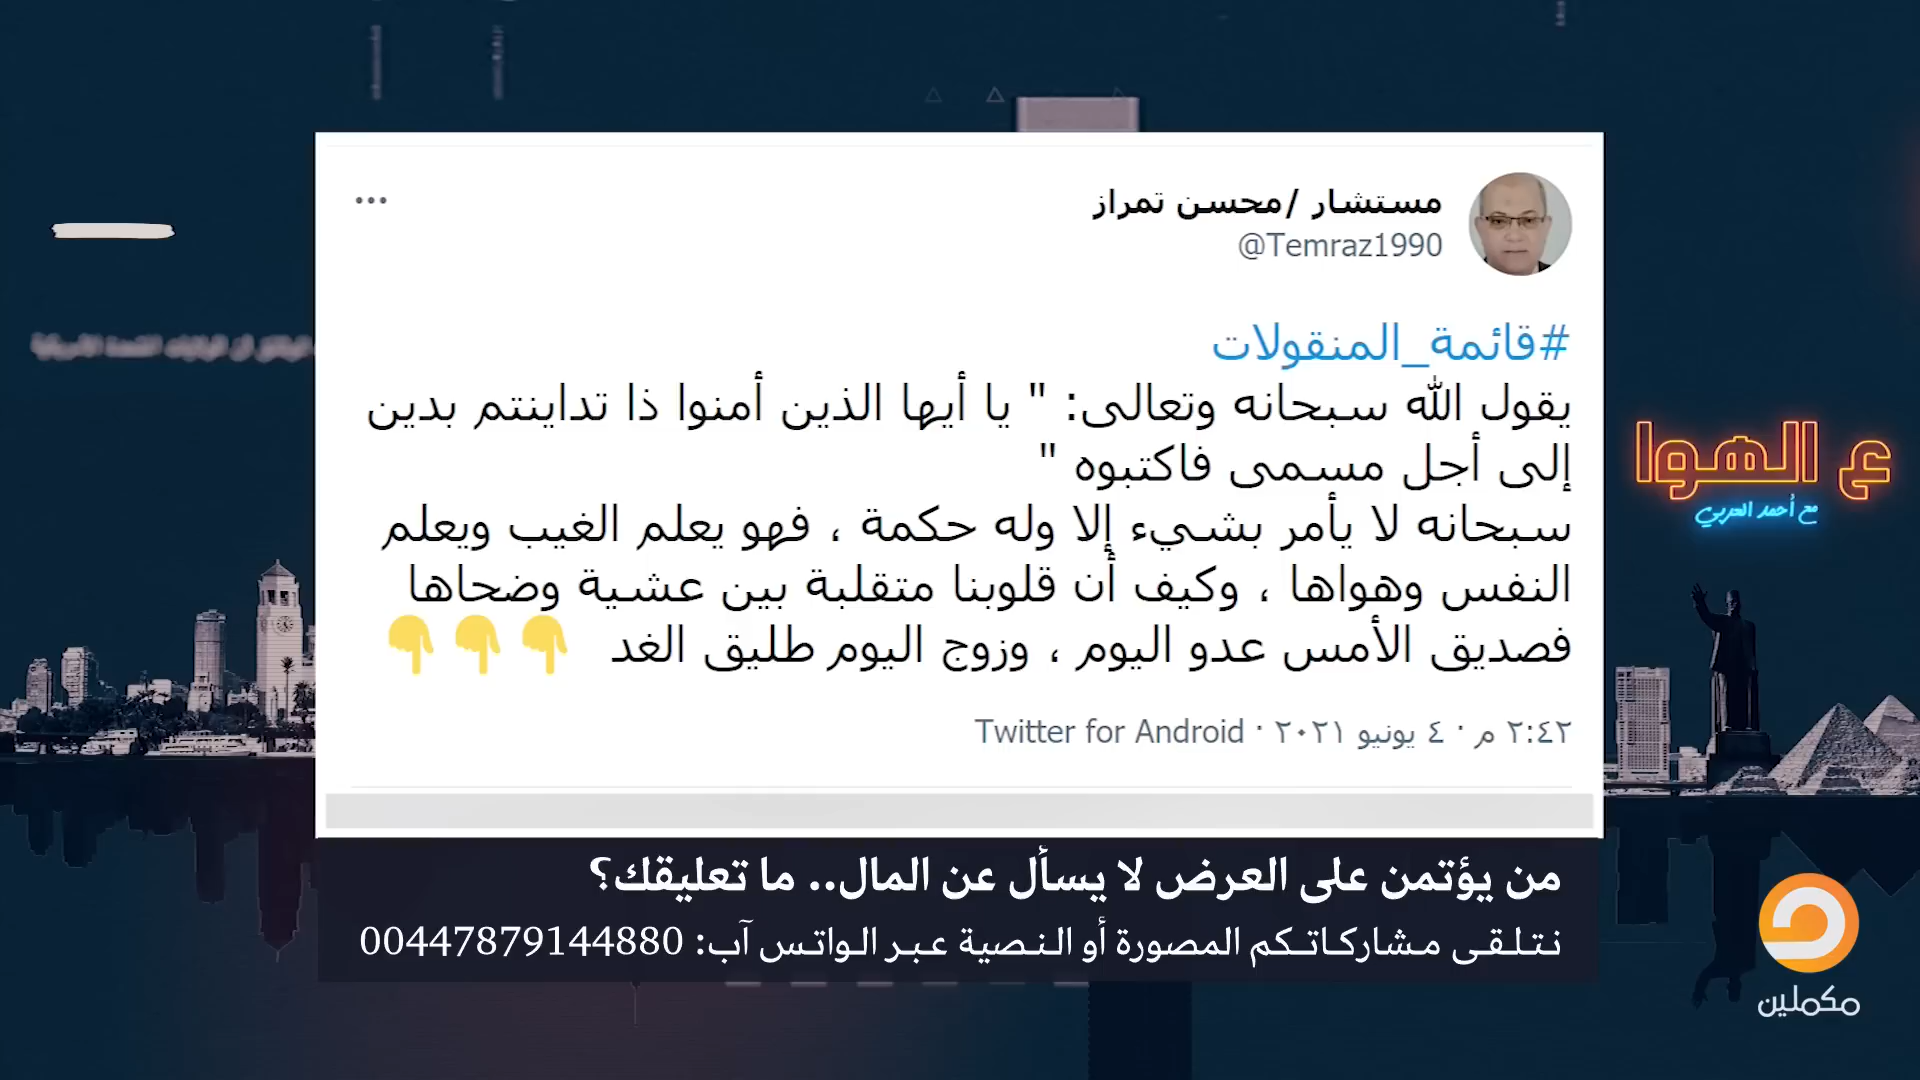 مستشار /محسن تمراز
@Temraz1990
#قائمة_المنقولات
يقول الله سبحانه وتعالى: " يا أيها الذين أمنوا ذا تداينتم بدين
إلى أجل مسمى فاكتبوه "
سبحانه لا يأمر بشيء إلا وله حكمة ، فهو يعلم الغيب ويعلم
النفس وهواها ، وكيف أن قلوبنا متقلبة بين عشية وضحاها
فصديق الأمس عدو اليوم ، وزوج اليوم طليق الغد 👇👇👇
٢:٤٢ م · ٤ يونيو ٢٠٢١ · Twitter for Android
ع الهوا
مع أحمد العربي
من يؤتمن على العرض لا يسأل عن المال.. ما تعليقك؟
نتلقى مشاركاتكم المصورة أو النصية عبر الواتس آب: 00447879144880
مكملين